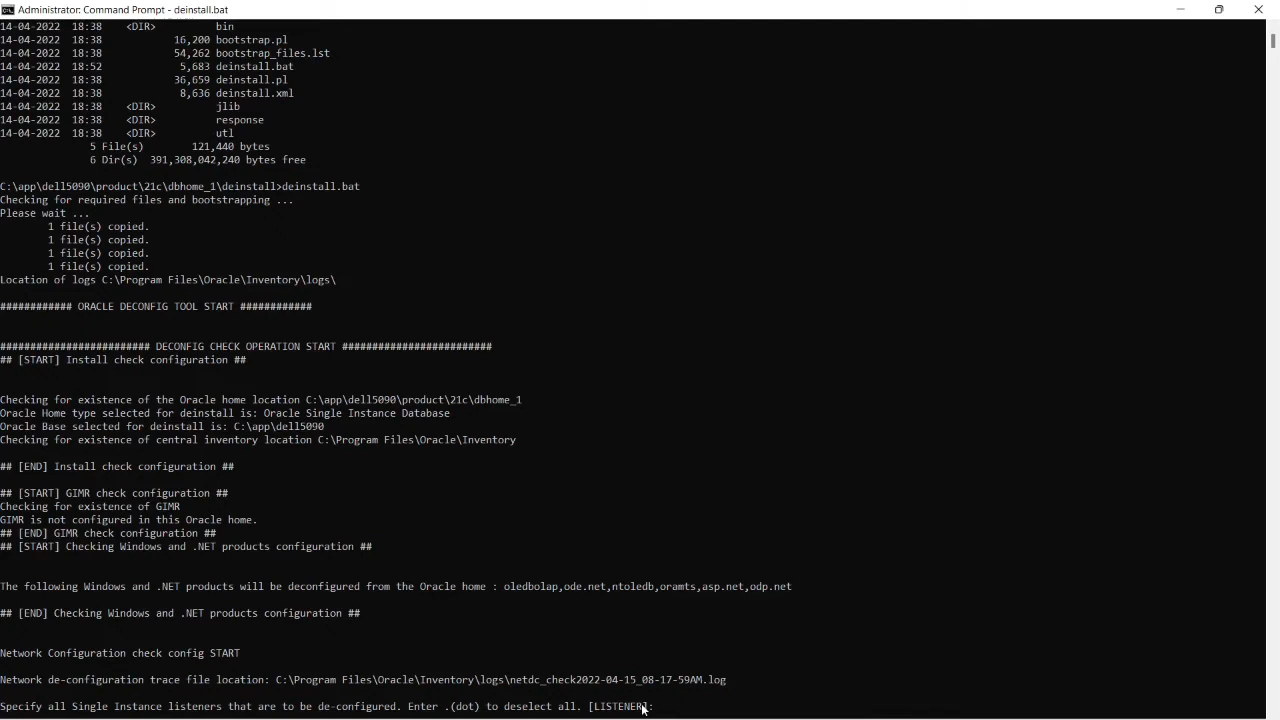 Administrator: Command Prompt - deinstall.bat
14-04-2022  18:38    <DIR>          bin
14-04-2022  18:38            16,200 bootstrap.pl
14-04-2022  18:38            54,262 bootstrap_files.lst
14-04-2022  18:52             5,683 deinstall.bat
14-04-2022  18:38            36,659 deinstall.pl
14-04-2022  18:38             8,636 deinstall.xml
14-04-2022  18:38    <DIR>          jlib
14-04-2022  18:38    <DIR>          response
14-04-2022  18:38    <DIR>          utl
5 File(s)        121,440 bytes
6 Dir(s)  391,308,042,240 bytes free
C:\app\dell5090\product\21c\dbhome_1\deinstall>deinstall.bat
Checking for required files and bootstrapping ...
Please wait ...
1 file(s) copied.
1 file(s) copied.
1 file(s) copied.
1 file(s) copied.
Location of logs C:\Program Files\Oracle\Inventory\logs\
############ ORACLE DECONFIG TOOL START ############
######################### DECONFIG CHECK OPERATION START #########################
## [START] Install check configuration ##
Checking for existence of the Oracle home location C:\app\dell5090\product\21c\dbhome_1
Oracle Home type selected for deinstall is: Oracle Single Instance Database
Oracle Base selected for deinstall is: C:\app\dell5090
Checking for existence of central inventory location C:\Program Files\Oracle\Inventory
## [END] Install check configuration ##
## [START] GIMR check configuration ##
Checking for existence of GIMR
GIMR is not configured in this Oracle home.
## [END] GIMR check configuration ##
## [START] Checking Windows and .NET products configuration ##
The following Windows and .NET products will be deconfigured from the Oracle home : oledbolap,ode.net,ntoledb,oramts,asp.net,odp.net
## [END] Checking Windows and .NET products configuration ##
Network Configuration check config START
Network de-configuration trace file location: C:\Program Files\Oracle\Inventory\logs\netdc_check2022-04-15_08-17-59AM.log
Specify all Single Instance listeners that are to be de-configured. Enter .(dot) to deselect all. [LISTENER]: